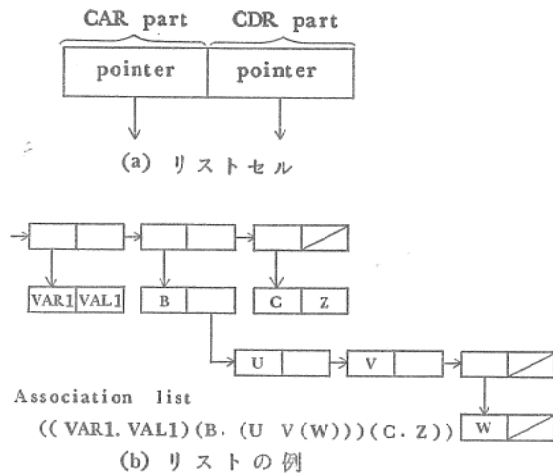 CAR part CDR part
pointer pointer
(a) リストセル
VAR1 VAL1 B C Z
U V
Association list
((VAR1.VAL1)(B.(U V(W)))(C.Z)) W
(b) リストの例